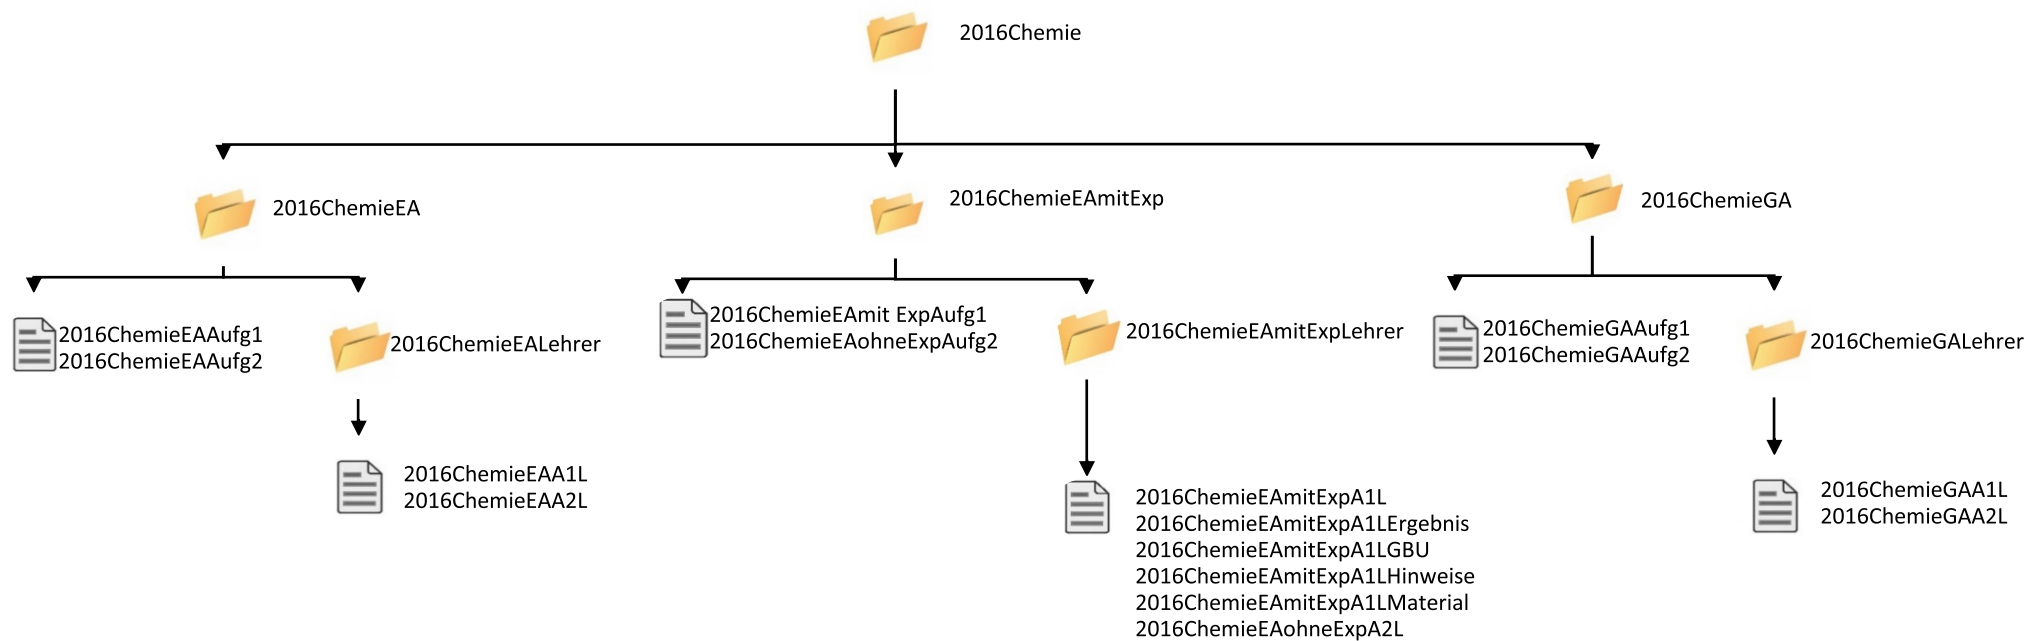 2016Chemie
2016ChemieEA
2016ChemieEAmitExp
2016ChemieGA
2016ChemieEAAufg1
2016ChemieEAAufg2
2016ChemieEALehrer
2016ChemieEAmit ExpAufg1
2016ChemieEAohneExpAufg2
2016ChemieEAmitExpLehrer
2016ChemieGAAufg1
2016ChemieGAAufg2
2016ChemieGALehrer
2016ChemieEAA1L
2016ChemieEAA2L
2016ChemieEAmitExpA1L
2016ChemieEAmitExpA1LErgebnis
2016ChemieEAmitExpA1LGBU
2016ChemieEAmitExpA1LHinweise
2016ChemieEAmitExpA1LMaterial
2016ChemieEAohneExpA2L
2016ChemieGAA1L
2016ChemieGAA2L